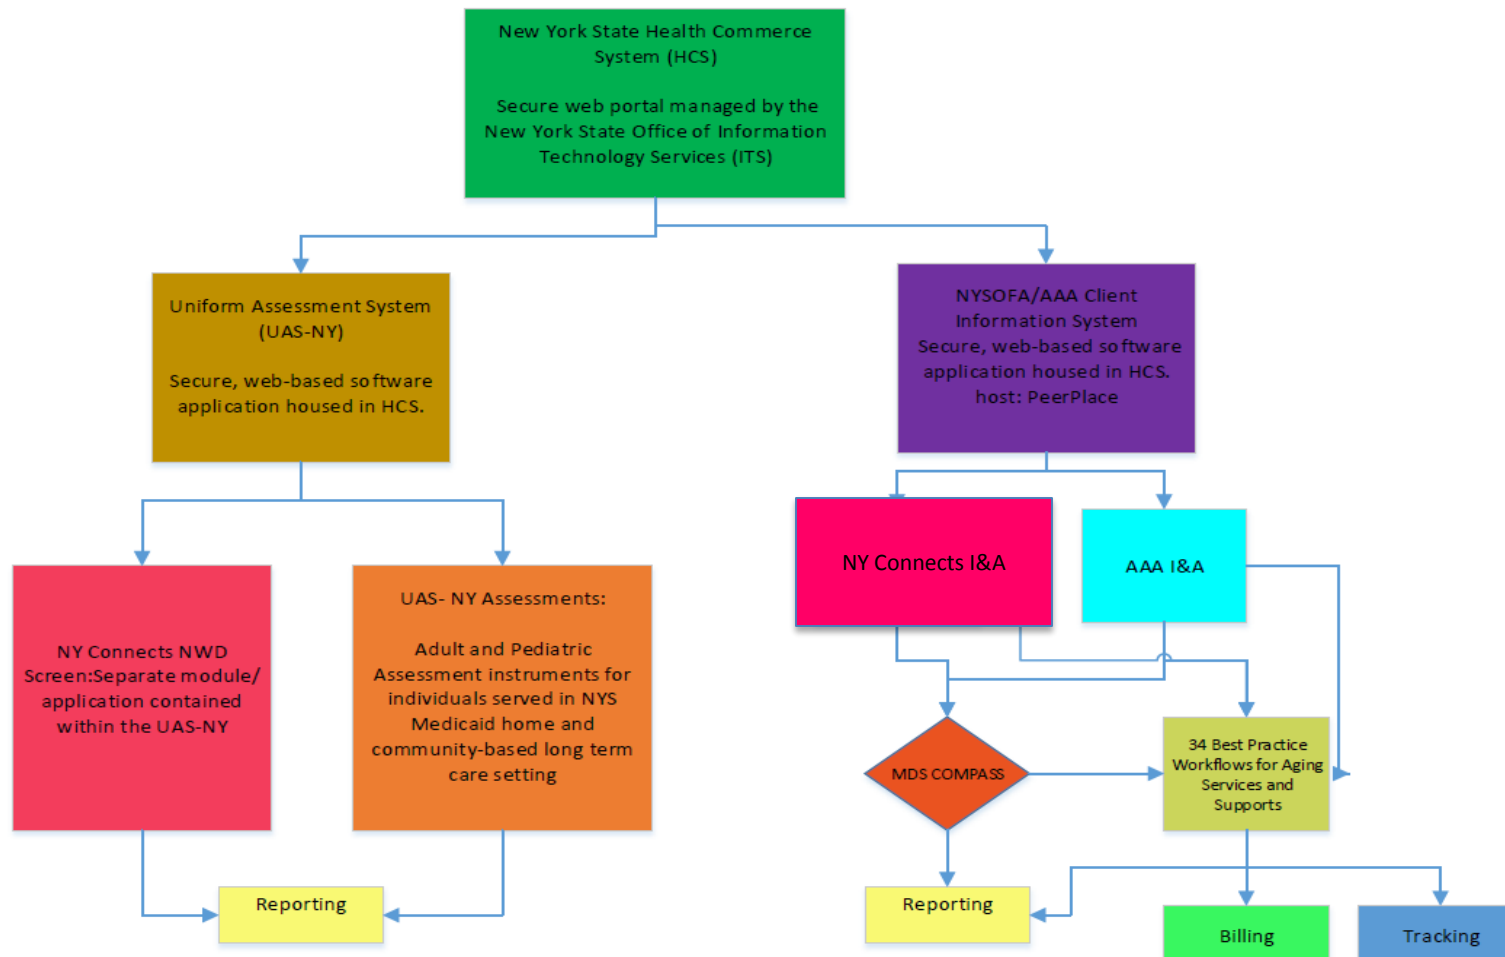 New York State Health Commerce
System (HCS)
Secure web portal managed by the
New York State Office of Information
Technology Services (ITS)
Uniform Assessment System
(UAS-NY)
Secure, web-based software
application housed in HCS.
NYSOFA/AAA Client
Information System
Secure, web-based software
application housed in HCS.
host: PeerPlace
NY Connects I&A
AAA I&A
NY Connects NWD
Screen:Separate module/
application contained
within the UAS-NY
UAS- NY Assessments:
Adult and Pediatric
Assessment instruments for
individuals served in NYS
Medicaid home and
community-based long term
care setting
MDS COMPASS
34 Best Practice
Workflows for Aging
Services and
Supports
Reporting
Reporting
Billing
Tracking